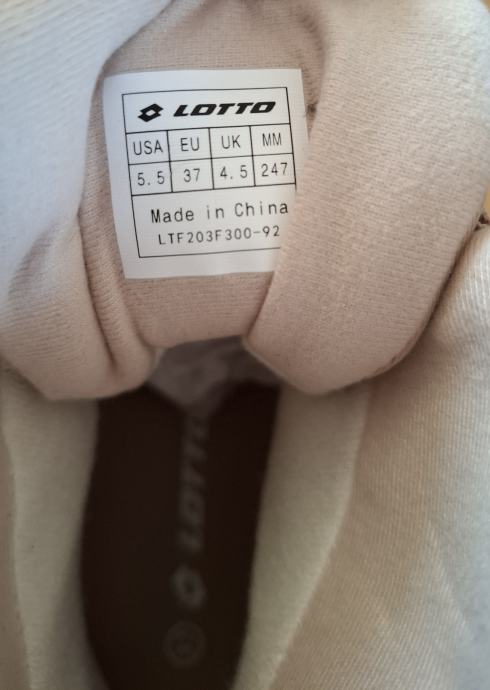 LOTTO
USA EU UK MM
5.5 37 4.5 247
Made in China
LTF203F300-92
LOTTO